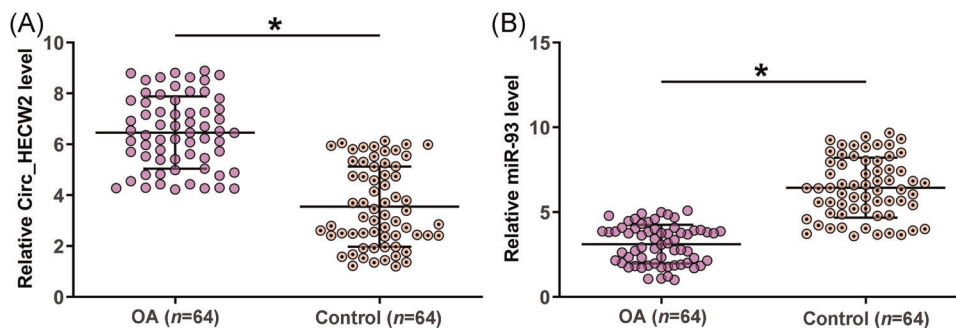 (A)
*
Relative Circ_HECW2 level
10
8
6
4
2
0
OA (n=64)
Control (n=64)
(B)
*
Relative miR-93 level
15
10
5
0
OA (n=64)
Control (n=64)